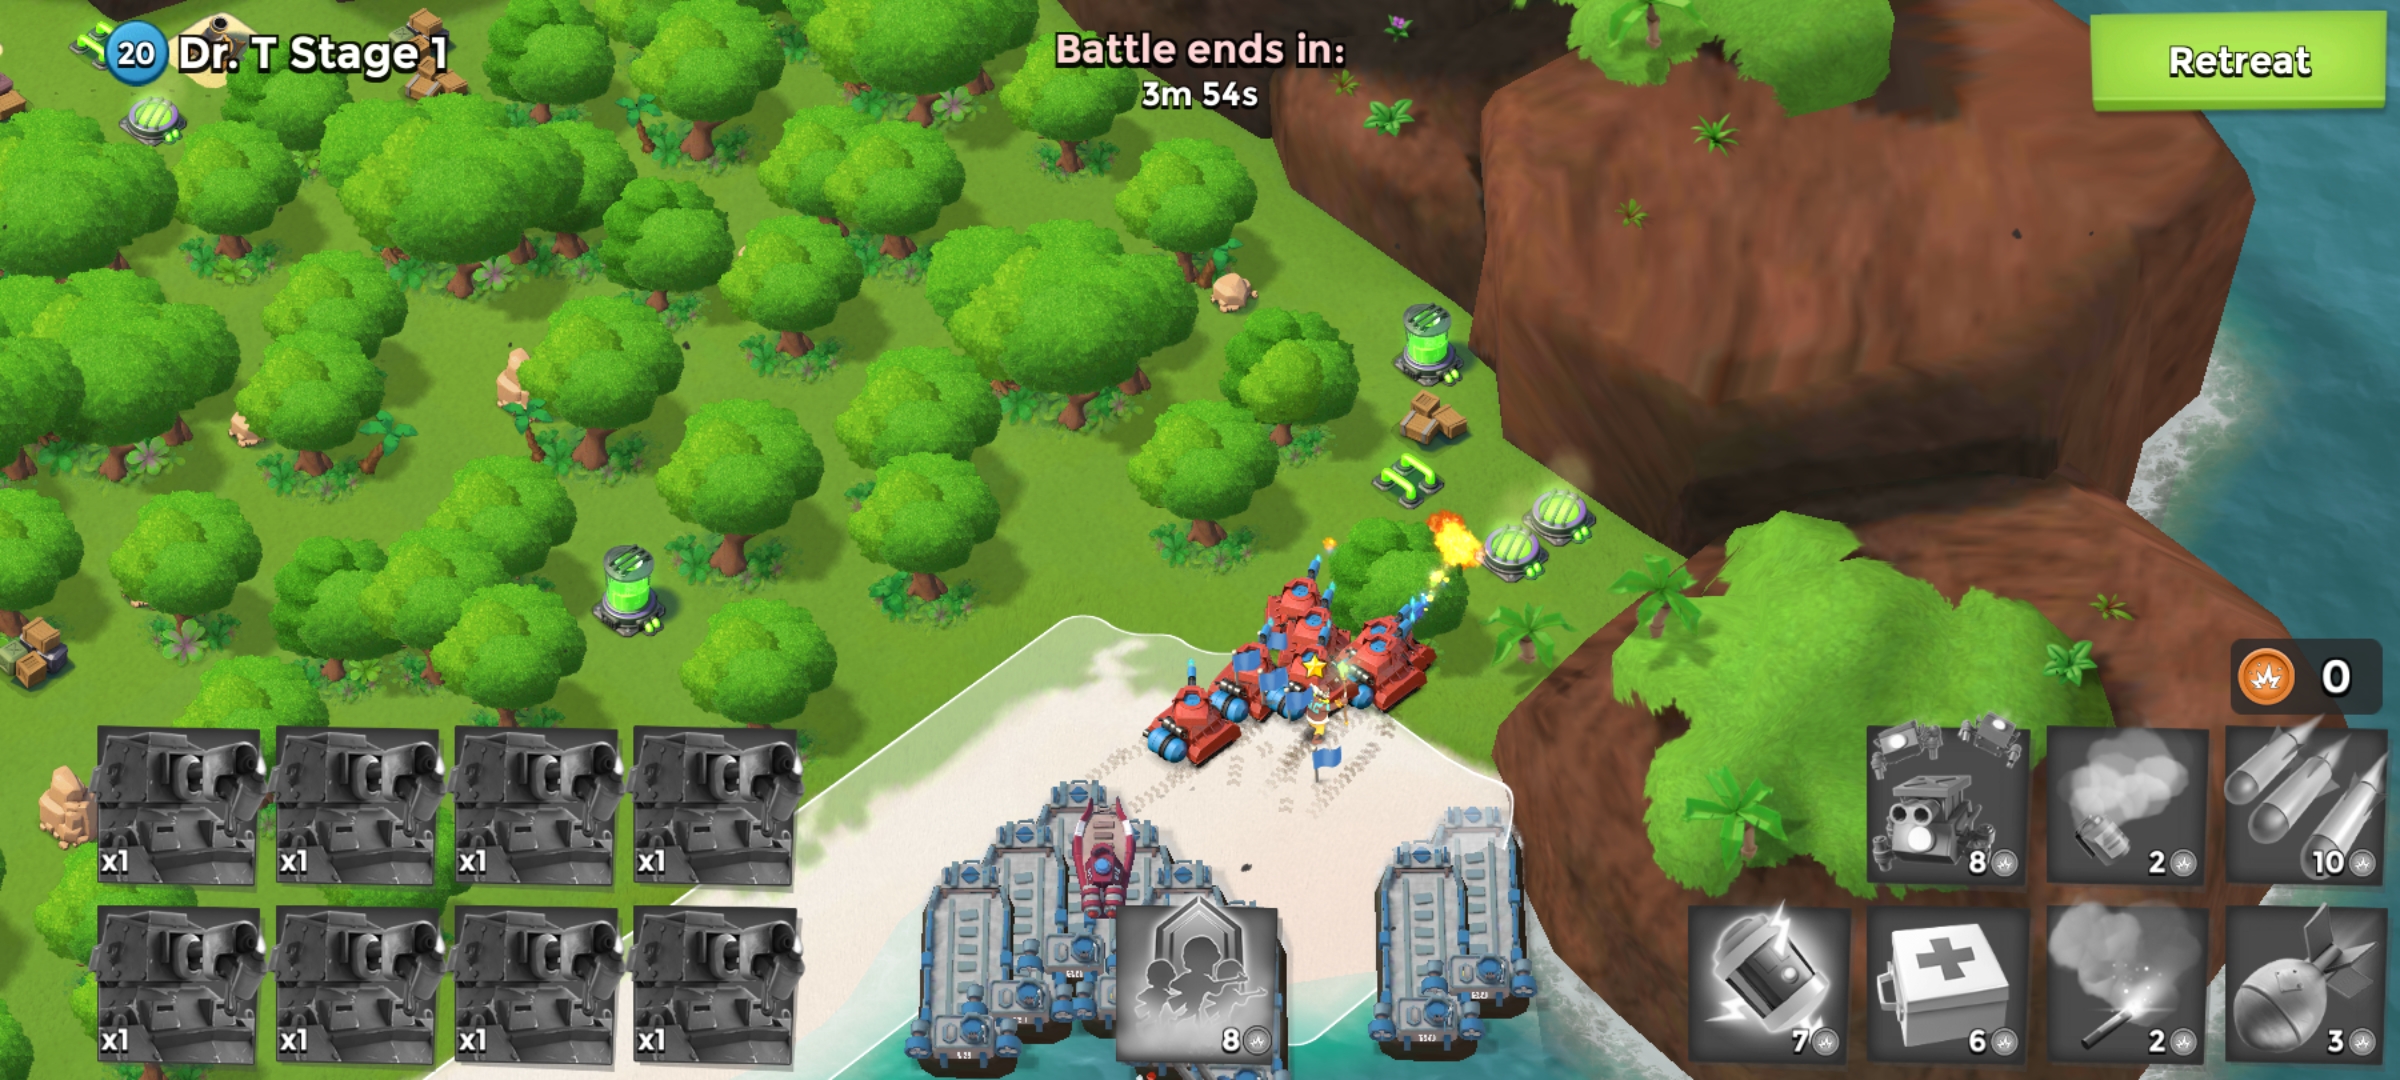 20 Dr. T Stage 1
Battle ends in:
3m 54s
Retreat
0
x1 x1 x1 x1
8 2 10
x1 x1 x1 x1
8
7 6 2 3